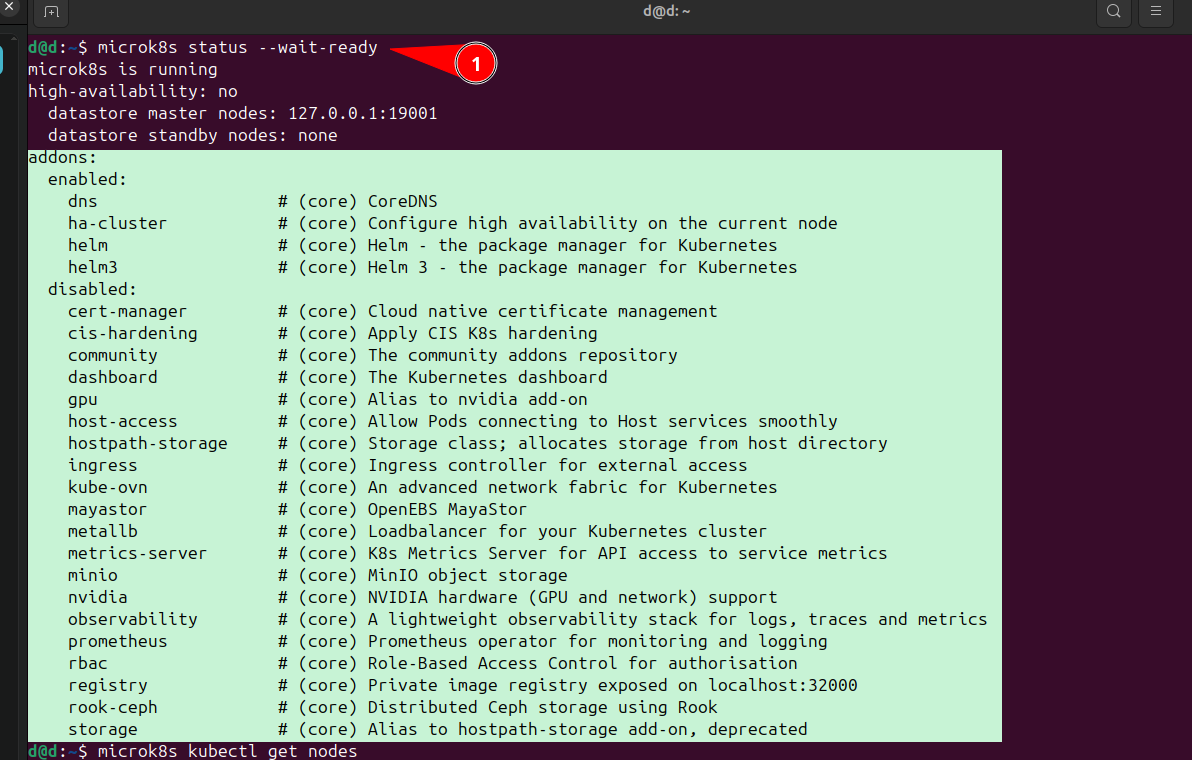 d@d: ~
d@d:~$ microk8s status --wait-ready
1
microk8s is running
high-availability: no
  datastore master nodes: 127.0.0.1:19001
  datastore standby nodes: none
addons:
  enabled:
    dns                  # (core) CoreDNS
    ha-cluster           # (core) Configure high availability on the current node
    helm                 # (core) Helm - the package manager for Kubernetes
    helm3                # (core) Helm 3 - the package manager for Kubernetes
  disabled:
    cert-manager         # (core) Cloud native certificate management
    cis-hardening        # (core) Apply CIS K8s hardening
    community            # (core) The community addons repository
    dashboard            # (core) The Kubernetes dashboard
    gpu                  # (core) Alias to nvidia add-on
    host-access          # (core) Allow Pods connecting to Host services smoothly
    hostpath-storage     # (core) Storage class; allocates storage from host directory
    ingress              # (core) Ingress controller for external access
    kube-ovn             # (core) An advanced network fabric for Kubernetes
    mayastor             # (core) OpenEBS MayaStor
    metallb              # (core) Loadbalancer for your Kubernetes cluster
    metrics-server       # (core) K8s Metrics Server for API access to service metrics
    minio                # (core) MinIO object storage
    nvidia               # (core) NVIDIA hardware (GPU and network) support
    observability        # (core) A lightweight observability stack for logs, traces and metrics
    prometheus           # (core) Prometheus operator for monitoring and logging
    rbac                 # (core) Role-Based Access Control for authorisation
    registry             # (core) Private image registry exposed on localhost:32000
    rook-ceph            # (core) Distributed Ceph storage using Rook
    storage              # (core) Alias to hostpath-storage add-on, deprecated
d@d:~$ microk8s kubectl get nodes